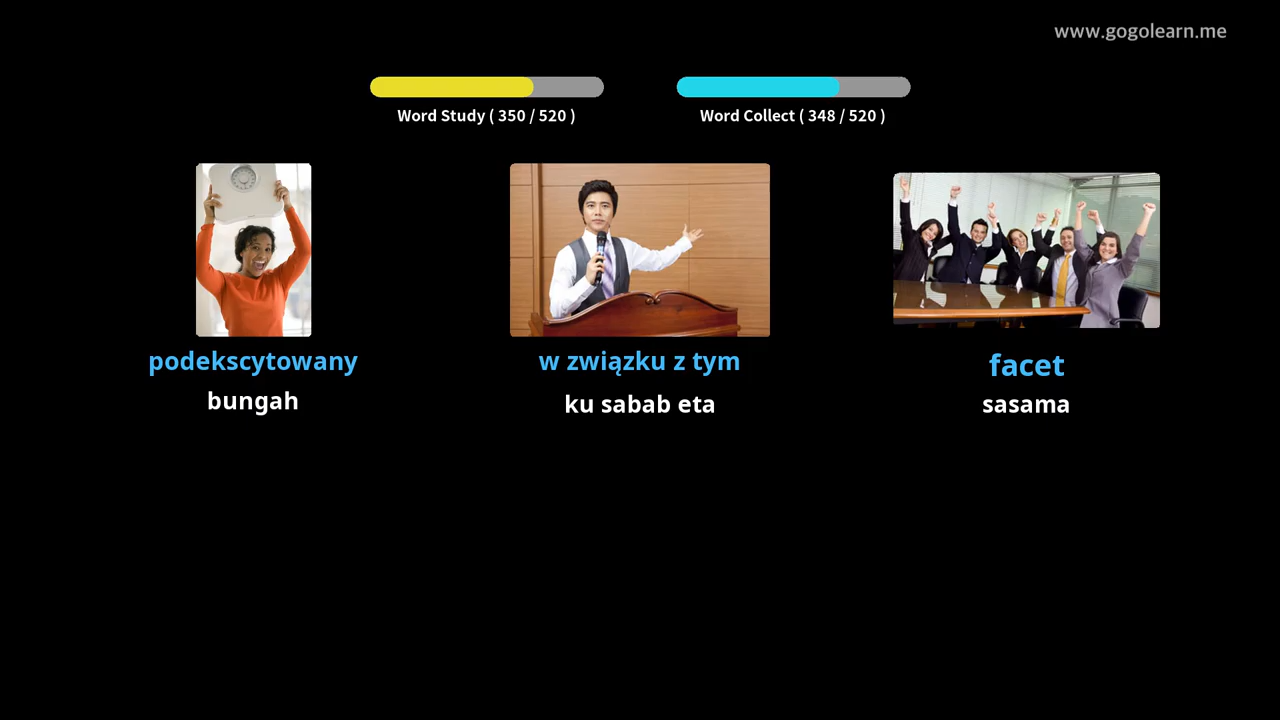 www.gogolearn.me
Word Study ( 350 / 520 )
Word Collect ( 348 / 520 )
podekscytowany
bungah
w związku z tym
ku sabab eta
facet
sasama